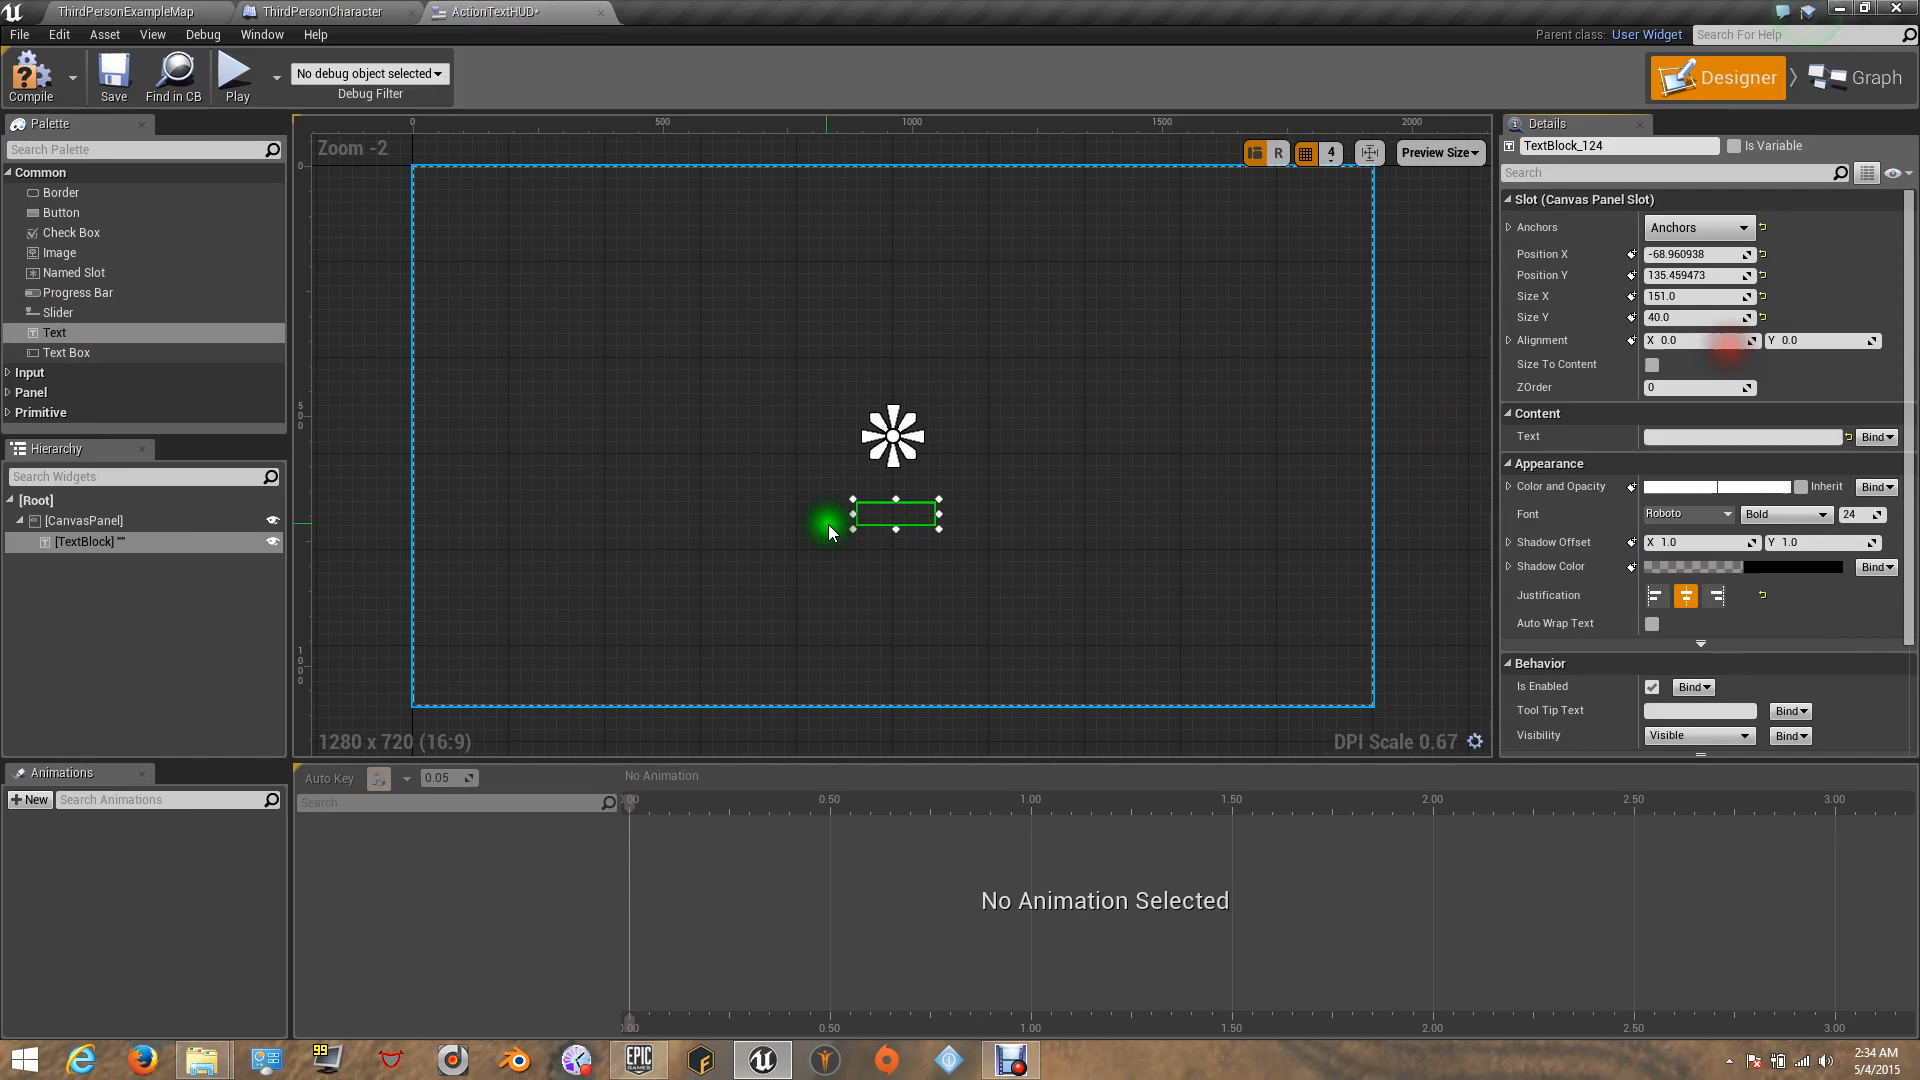 ThirdPersonExampleMap
ThirdPersonCharacter
ActionTextHUD*
File Edit Asset View Debug Window Help
Parent class: User Widget
Search For Help
Compile
Save
Find in CB
Play
No debug object selected
Debug Filter
Designer
Graph
Palette
Search Palette
Common
Border
Button
Check Box
Image
Named Slot
Progress Bar
Slider
Text
Text Box
Input
Panel
Primitive
Hierarchy
Search Widgets
[Root]
[CanvasPanel]
[TextBlock] ""
0 500 1000 1500 2000
Zoom -2
R
4
Preview Size
0
500
1000
1280 x 720 (16:9)
DPI Scale 0.67
Details
TextBlock_124
Is Variable
Search
Slot (Canvas Panel Slot)
Anchors Anchors
Position X -68.960938
Position Y 135.459473
Size X 151.0
Size Y 40.0
Alignment X 0.0 Y 0.0
Size To Content
ZOrder 0
Content
Text Bind
Appearance
Color and Opacity Inherit Bind
Font Roboto Bold 24
Shadow Offset X 1.0 Y 1.0
Shadow Color Bind
Justification
Auto Wrap Text
Behavior
Is Enabled Bind
Tool Tip Text Bind
Visibility Visible Bind
Animations
New
Search Animations
Auto Key 0.05
No Animation
Search
0.50 1.00 1.50 2.00 2.50 3.00
No Animation Selected
0.50 1.00 2.00 2.50 3.00
99
EPIC
GAMES
2:34 AM
5/4/2015